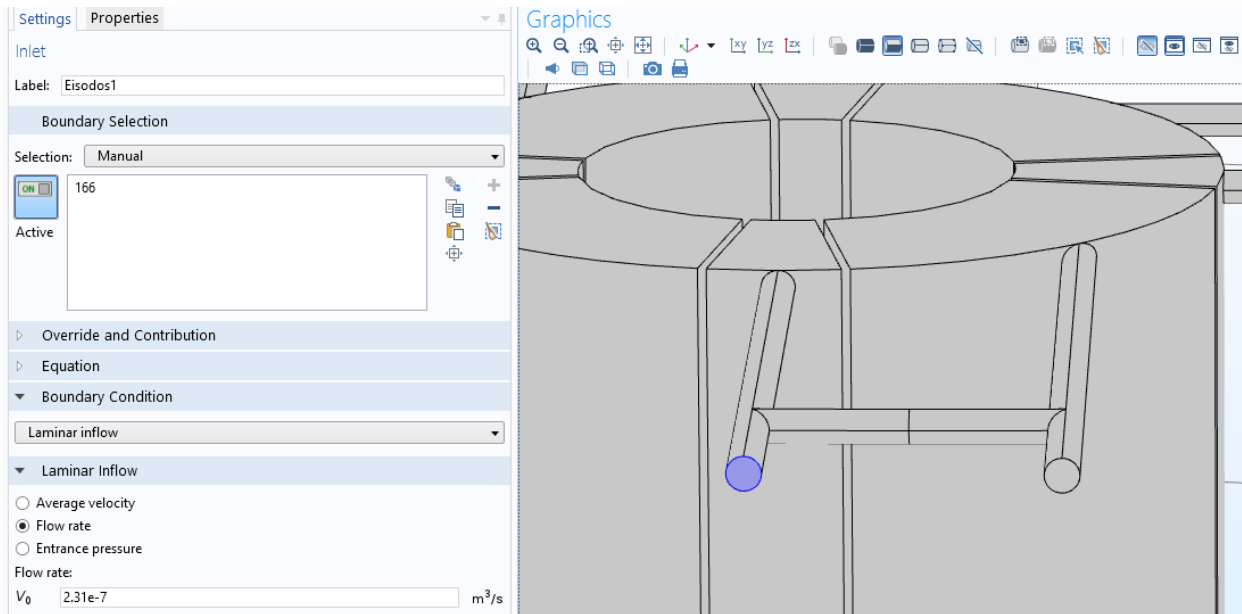 Settings Properties
Inlet
Label: Eisodos1
Boundary Selection
Selection: Manual
ON
Active
166
Override and Contribution
Equation
Boundary Condition
Laminar inflow
Laminar Inflow
Average velocity
Flow rate
Entrance pressure
Flow rate:
V₀ 2.31e-7 m³/s
Graphics
xy yz zx